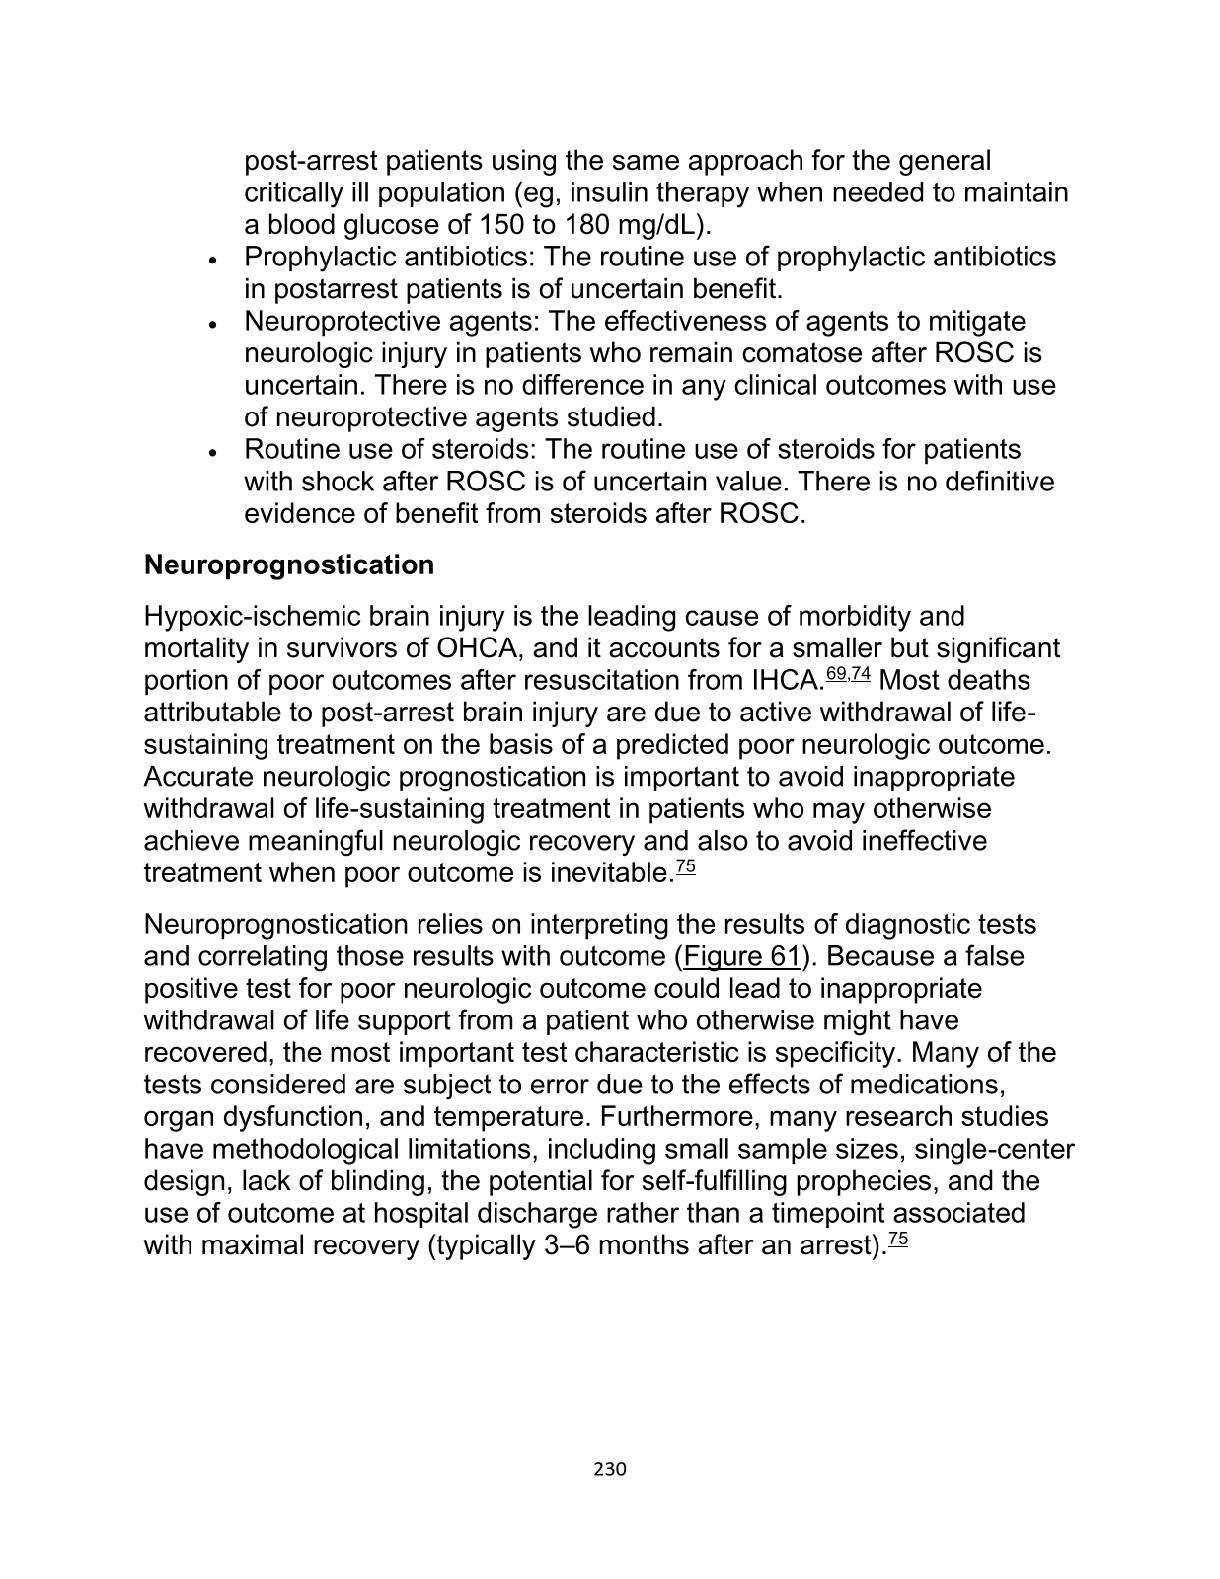 post-arrest patients using the same approach for the general
critically ill population (eg, insulin therapy when needed to maintain
a blood glucose of 150 to 180 mg/dL).
• Prophylactic antibiotics: The routine use of prophylactic antibiotics
in postarrest patients is of uncertain benefit.
• Neuroprotective agents: The effectiveness of agents to mitigate
neurologic injury in patients who remain comatose after ROSC is
uncertain. There is no difference in any clinical outcomes with use
of neuroprotective agents studied.
• Routine use of steroids: The routine use of steroids for patients
with shock after ROSC is of uncertain value. There is no definitive
evidence of benefit from steroids after ROSC.
Neuroprognostication
Hypoxic-ischemic brain injury is the leading cause of morbidity and
mortality in survivors of OHCA, and it accounts for a smaller but significant
portion of poor outcomes after resuscitation from IHCA.69,74 Most deaths
attributable to post-arrest brain injury are due to active withdrawal of life-
sustaining treatment on the basis of a predicted poor neurologic outcome.
Accurate neurologic prognostication is important to avoid inappropriate
withdrawal of life-sustaining treatment in patients who may otherwise
achieve meaningful neurologic recovery and also to avoid ineffective
treatment when poor outcome is inevitable.75
Neuroprognostication relies on interpreting the results of diagnostic tests
and correlating those results with outcome (Figure 61). Because a false
positive test for poor neurologic outcome could lead to inappropriate
withdrawal of life support from a patient who otherwise might have
recovered, the most important test characteristic is specificity. Many of the
tests considered are subject to error due to the effects of medications,
organ dysfunction, and temperature. Furthermore, many research studies
have methodological limitations, including small sample sizes, single-center
design, lack of blinding, the potential for self-fulfilling prophecies, and the
use of outcome at hospital discharge rather than a timepoint associated
with maximal recovery (typically 3–6 months after an arrest).75
230